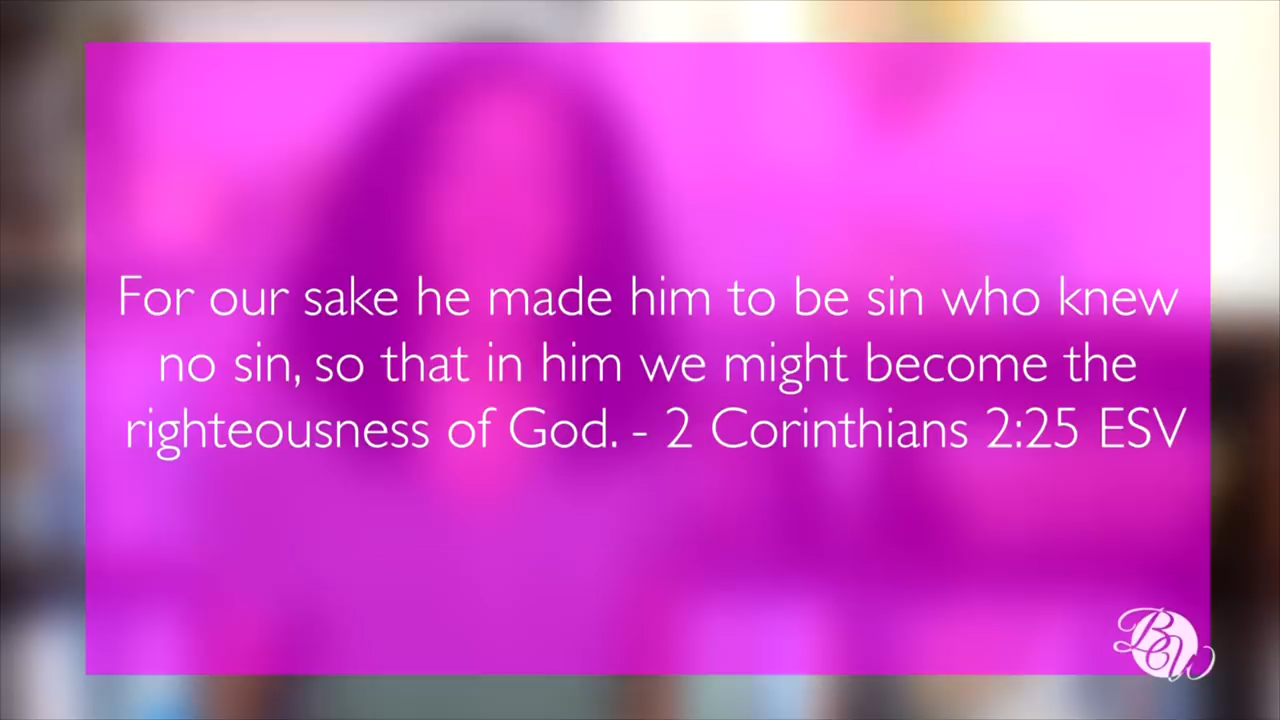 For our sake he made him to be sin who knew
no sin, so that in him we might become the
righteousness of God. - 2 Corinthians 2:25 ESV
BW